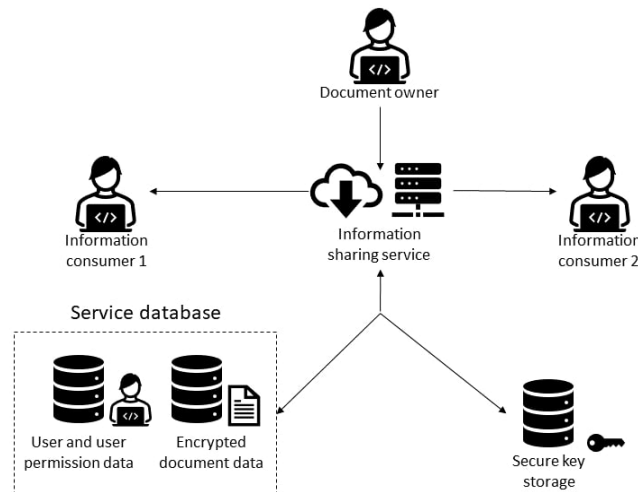 Document owner
Information
consumer 1
Information
sharing service
Information
consumer 2
Service database
User and user
permission data
Encrypted
document data
Secure key
storage